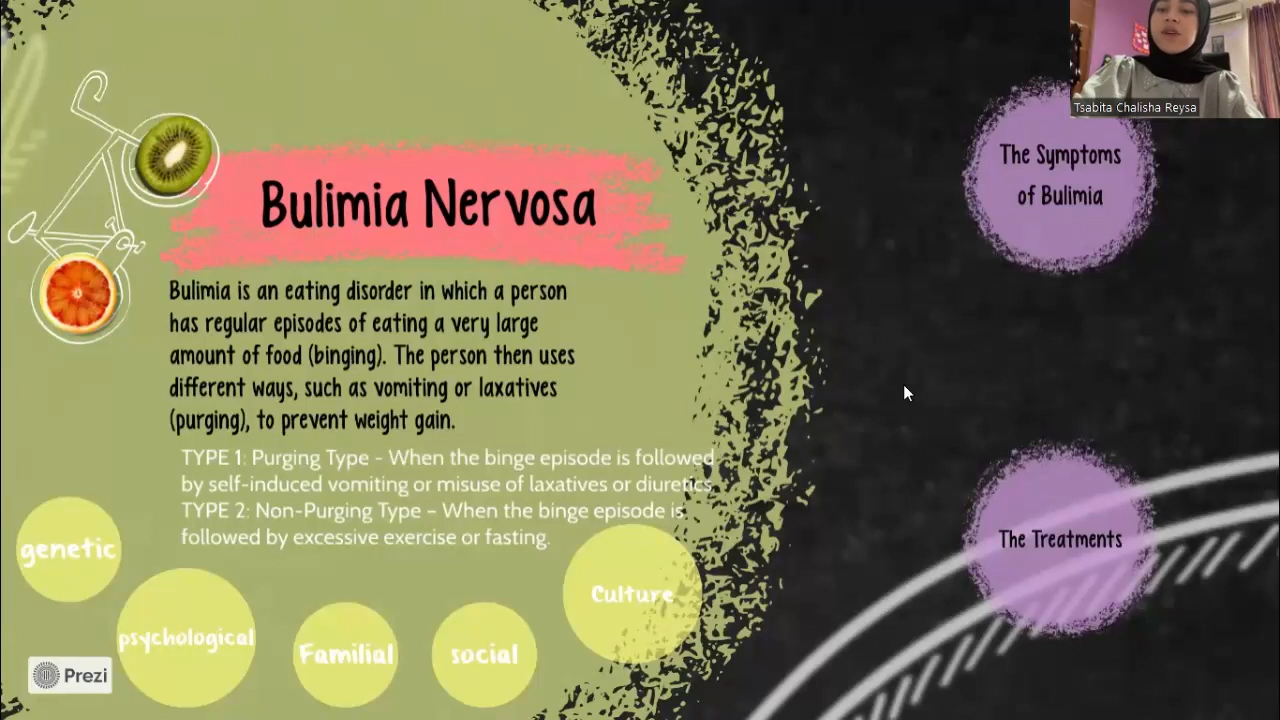 Tsabita Chalisha Reysa
Bulimia Nervosa
Bulimia is an eating disorder in which a person
has regular episodes of eating a very large
amount of food (binging). The person then uses
different ways, such as vomiting or laxatives
(purging), to prevent weight gain.
TYPE 1: Purging Type - When the binge episode is followed
by self-induced vomiting or misuse of laxatives or diuretics.
TYPE 2: Non-Purging Type – When the binge episode is
followed by excessive exercise or fasting.
genetic
psychological
Familial
social
Culture
The Symptoms
of Bulimia
The Treatments
Prezi